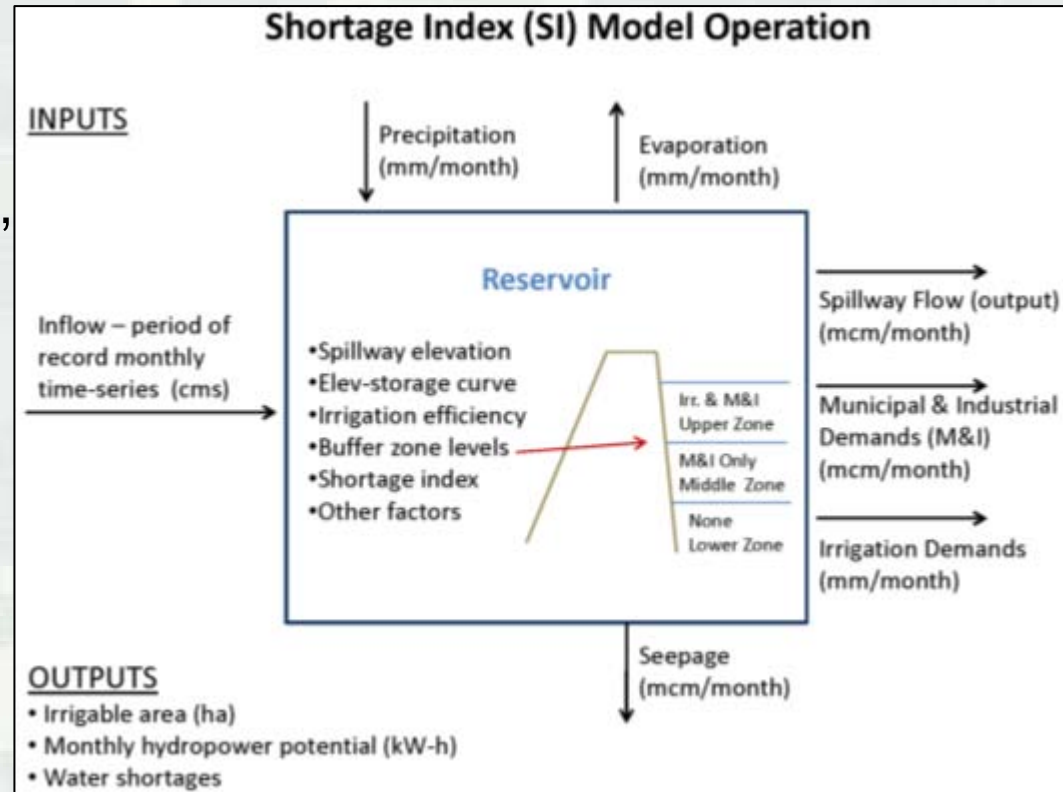 Shortage Index (SI) Model Operation
INPUTS
Precipitation
(mm/month)
Evaporation
(mm/month)
,
Inflow – period of
record monthly
time-series (cms)
Reservoir
•Spillway elevation
•Elev-storage curve
•Irrigation efficiency
•Buffer zone levels
•Shortage index
•Other factors
Irr. & M&I
Upper Zone
M&I Only
Middle Zone
None
Lower Zone
Spillway Flow (output)
(mcm/month)
Municipal & Industrial
Demands (M&I)
(mcm/month)
Irrigation Demands
(mm/month)
Seepage
(mcm/month)
OUTPUTS
• Irrigable area (ha)
• Monthly hydropower potential (kW-h)
• Water shortages